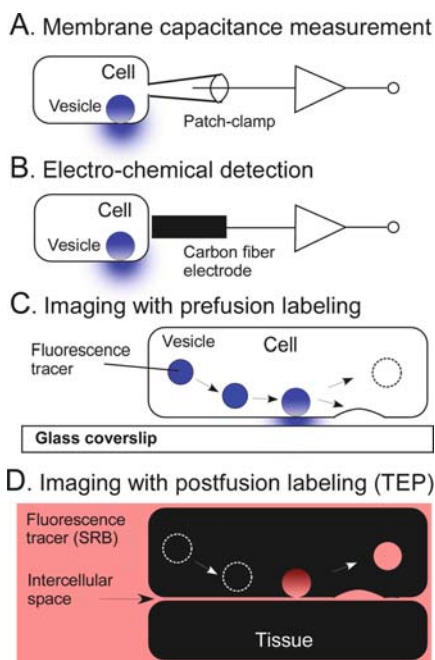 A. Membrane capacitance measurement
Cell
Vesicle
Patch-clamp
B. Electro-chemical detection
Cell
Vesicle
Carbon fiber
electrode
C. Imaging with prefusion labeling
Vesicle
Cell
Fluorescence
tracer
Glass coverslip
D. Imaging with postfusion labeling (TEP)
Fluorescence
tracer (SRB)
Intercellular
space
Tissue